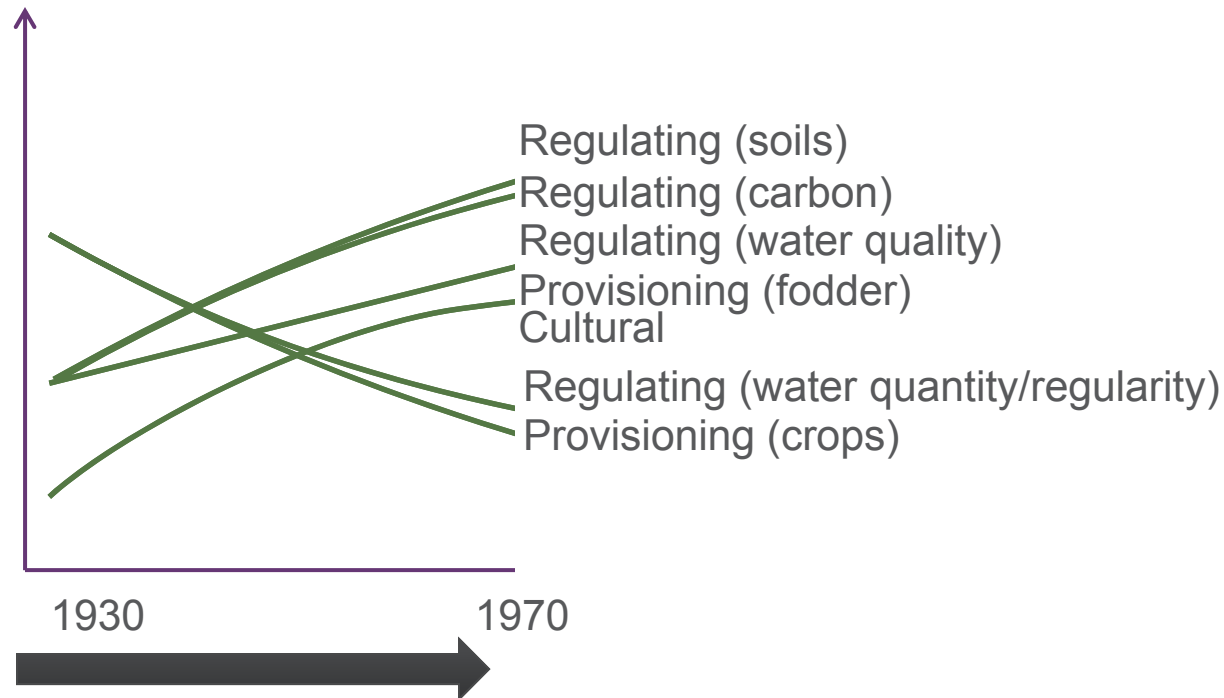 Regulating (soils)
Regulating (carbon)
Regulating (water quality)
Provisioning (fodder)
Cultural
Regulating (water quantity/regularity)
Provisioning (crops)
1930 1970